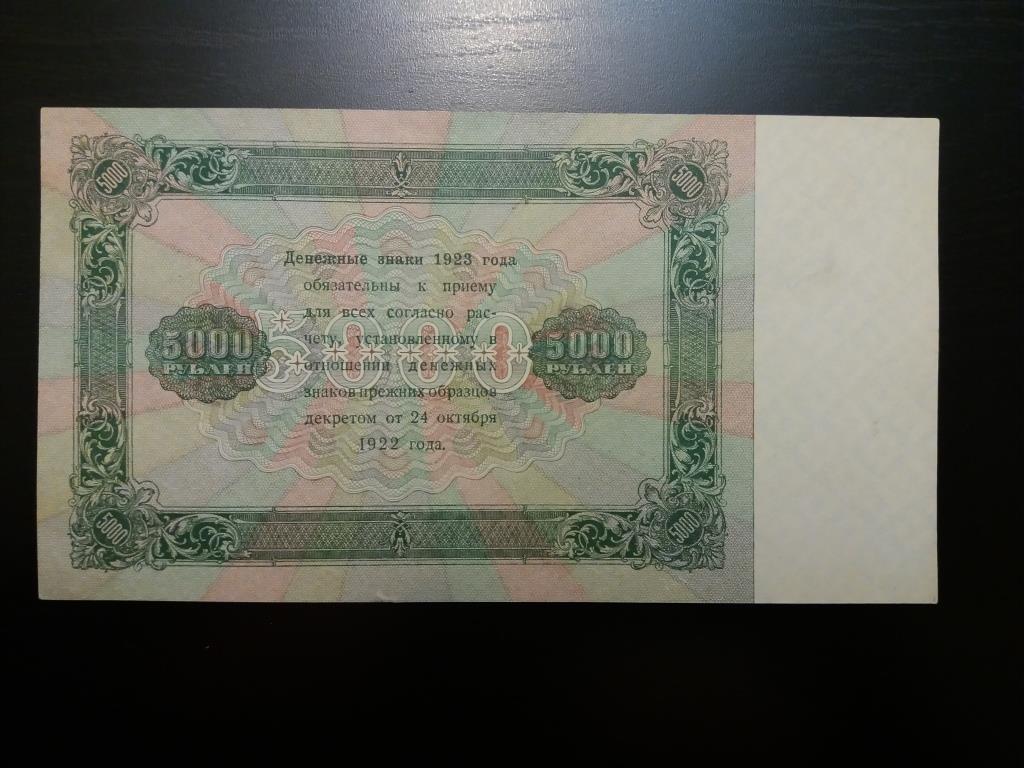 5000
5000
Денежные знаки 1923 года
обязательны к приему
для всех согласно рас-
чету, установленному в
отношении денежных
знаков прежних образцов
декретом от 24 октября
1922 года.
5000
РУБЛЕЙ
5000
5000
РУБЛЕЙ
5000
5000